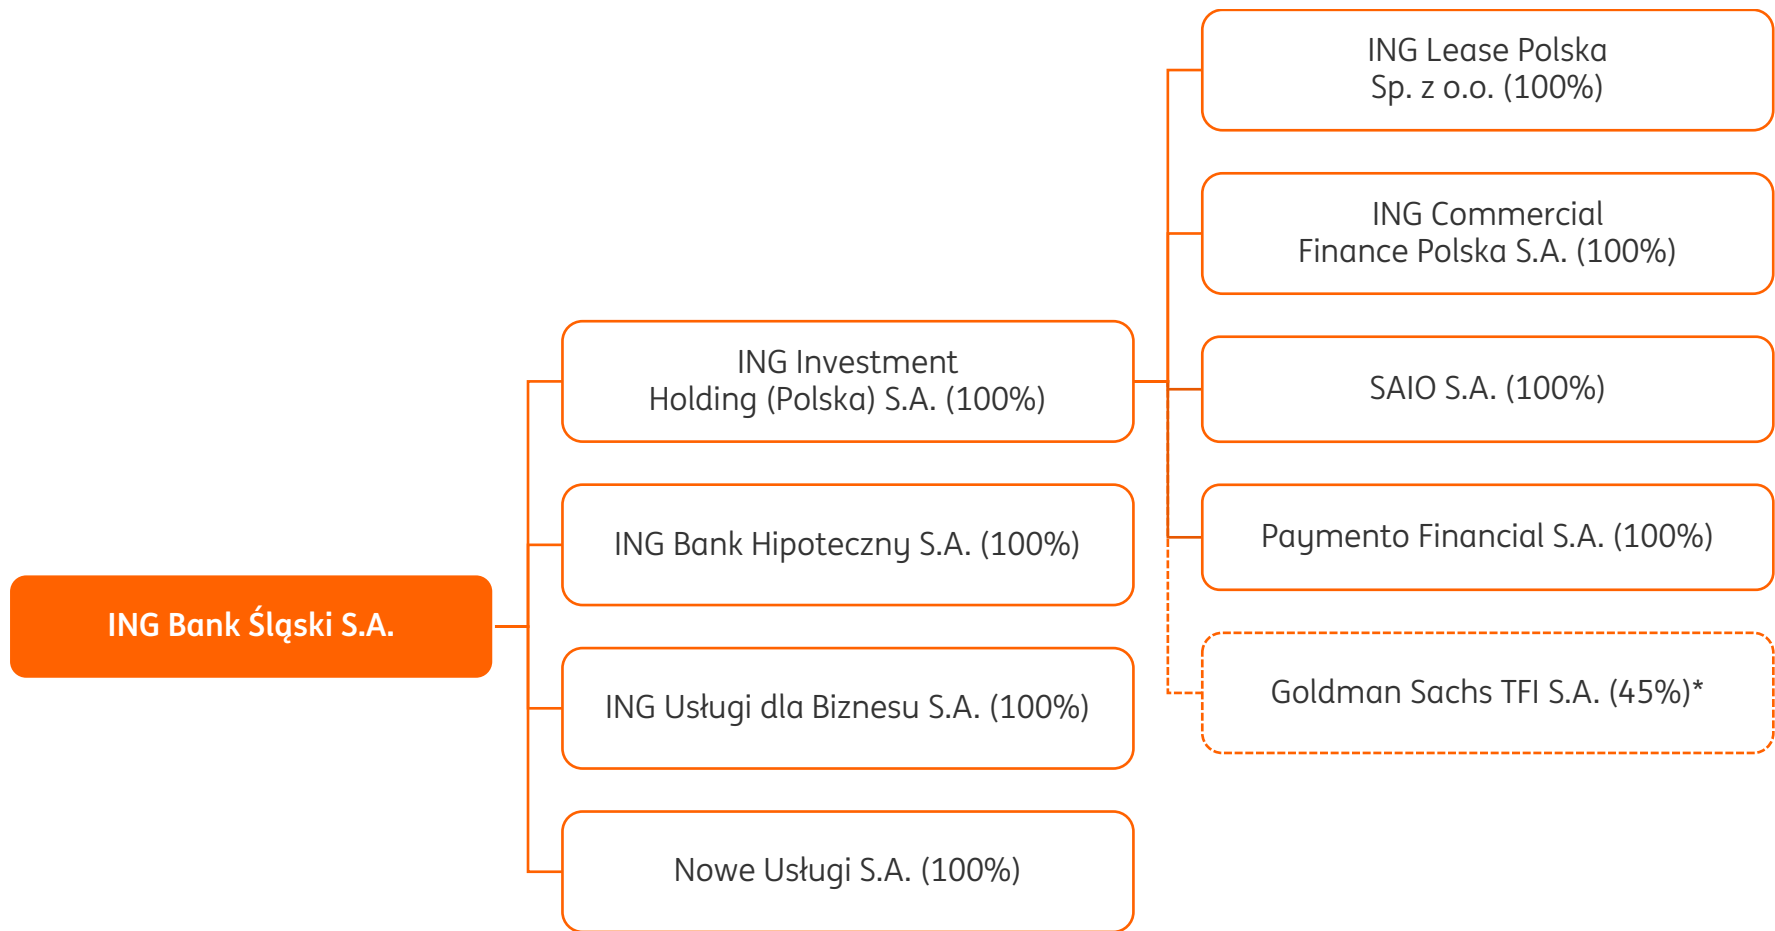 ING Bank Śląski S.A.
ING Investment
Holding (Polska) S.A. (100%)
ING Bank Hipoteczny S.A. (100%)
ING Usługi dla Biznesu S.A. (100%)
Nowe Usługi S.A. (100%)
ING Lease Polska
Sp. z o.o. (100%)
ING Commercial
Finance Polska S.A. (100%)
SAIO S.A. (100%)
Paymento Financial S.A. (100%)
Goldman Sachs TFI S.A. (45%)*